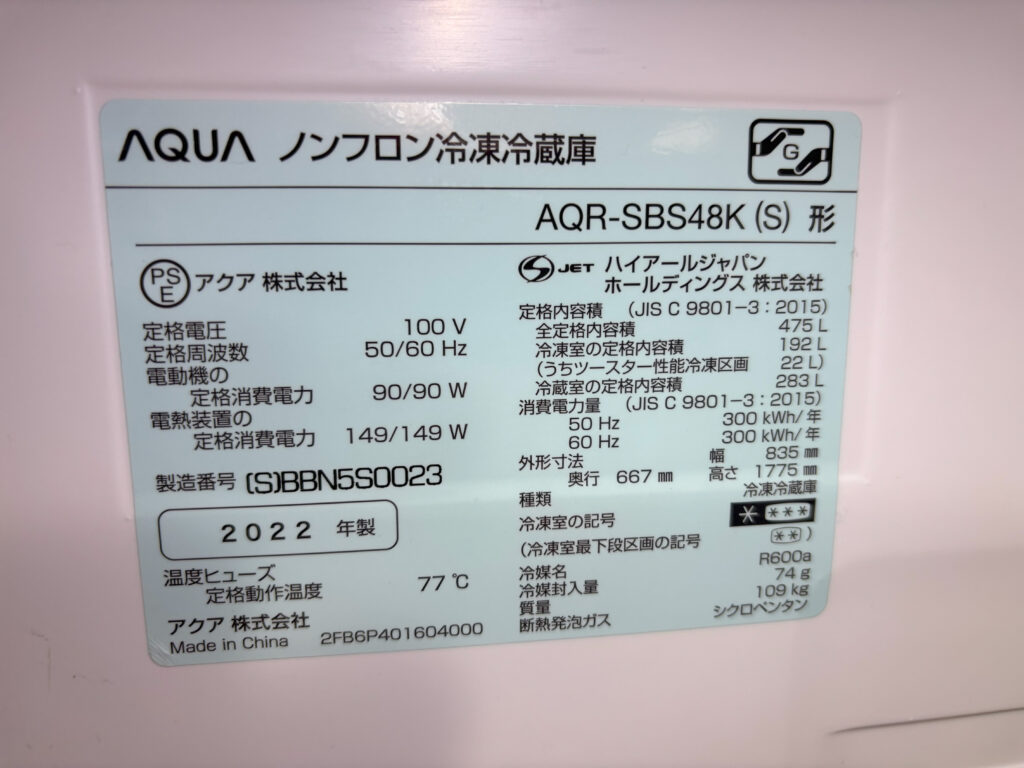 AQUA ノンフロン冷凍冷蔵庫
G
AQR-SBS48K (S) 形
PSE アクア 株式会社
定格電圧 100 V
定格周波数 50/60 Hz
電動機の
定格消費電力 90/90 W
電熱装置の
定格消費電力 149/149 W
製造番号 (S)BBN5S0023
2022 年製
温度ヒューズ
定格動作温度 77 ℃
アクア 株式会社
Made in China 2FB6P401604000
S JET ハイアールジャパン
ホールディングス 株式会社
定格内容積 (JIS C 9801-3:2015)
全定格内容積 475 L
冷凍室の定格内容積 192 L
(うちツースター性能冷凍区画 22 L)
冷蔵室の定格内容積 283 L
消費電力量 (JIS C 9801-3:2015)
50 Hz 300 kWh/年
60 Hz 300 kWh/年
外形寸法 幅 835 ㎜
奥行 667 ㎜ 高さ 1775 ㎜
種類 冷凍冷蔵庫
冷凍室の記号 * ***
(冷凍室最下段区画の記号 ** )
冷媒名 R600a
冷媒封入量 74 g
質量 109 kg
断熱発泡ガス シクロペンタン